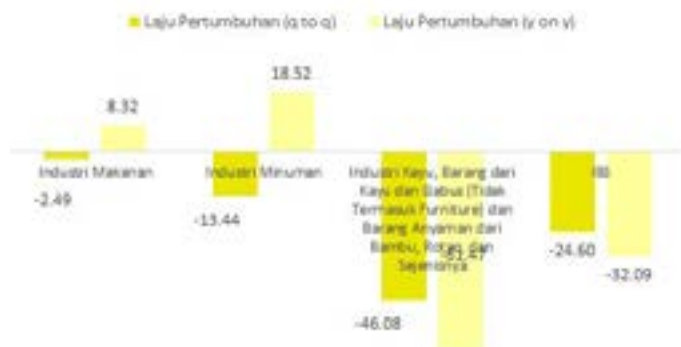 Laju Pertumbuhan (q to q) Laju Pertumbuhan (y on y)
18.52
8.32
Industri Makanan Industri Minuman Industri Kayu, Barang dari
Kayu dan Gabus (Tidak
Termasuk Furniture) dan
Barang Anyaman dari
Bambu, Rotan dan
Sejenisnya
-2.49
-13.44
-46.08
-24.60
-32.09